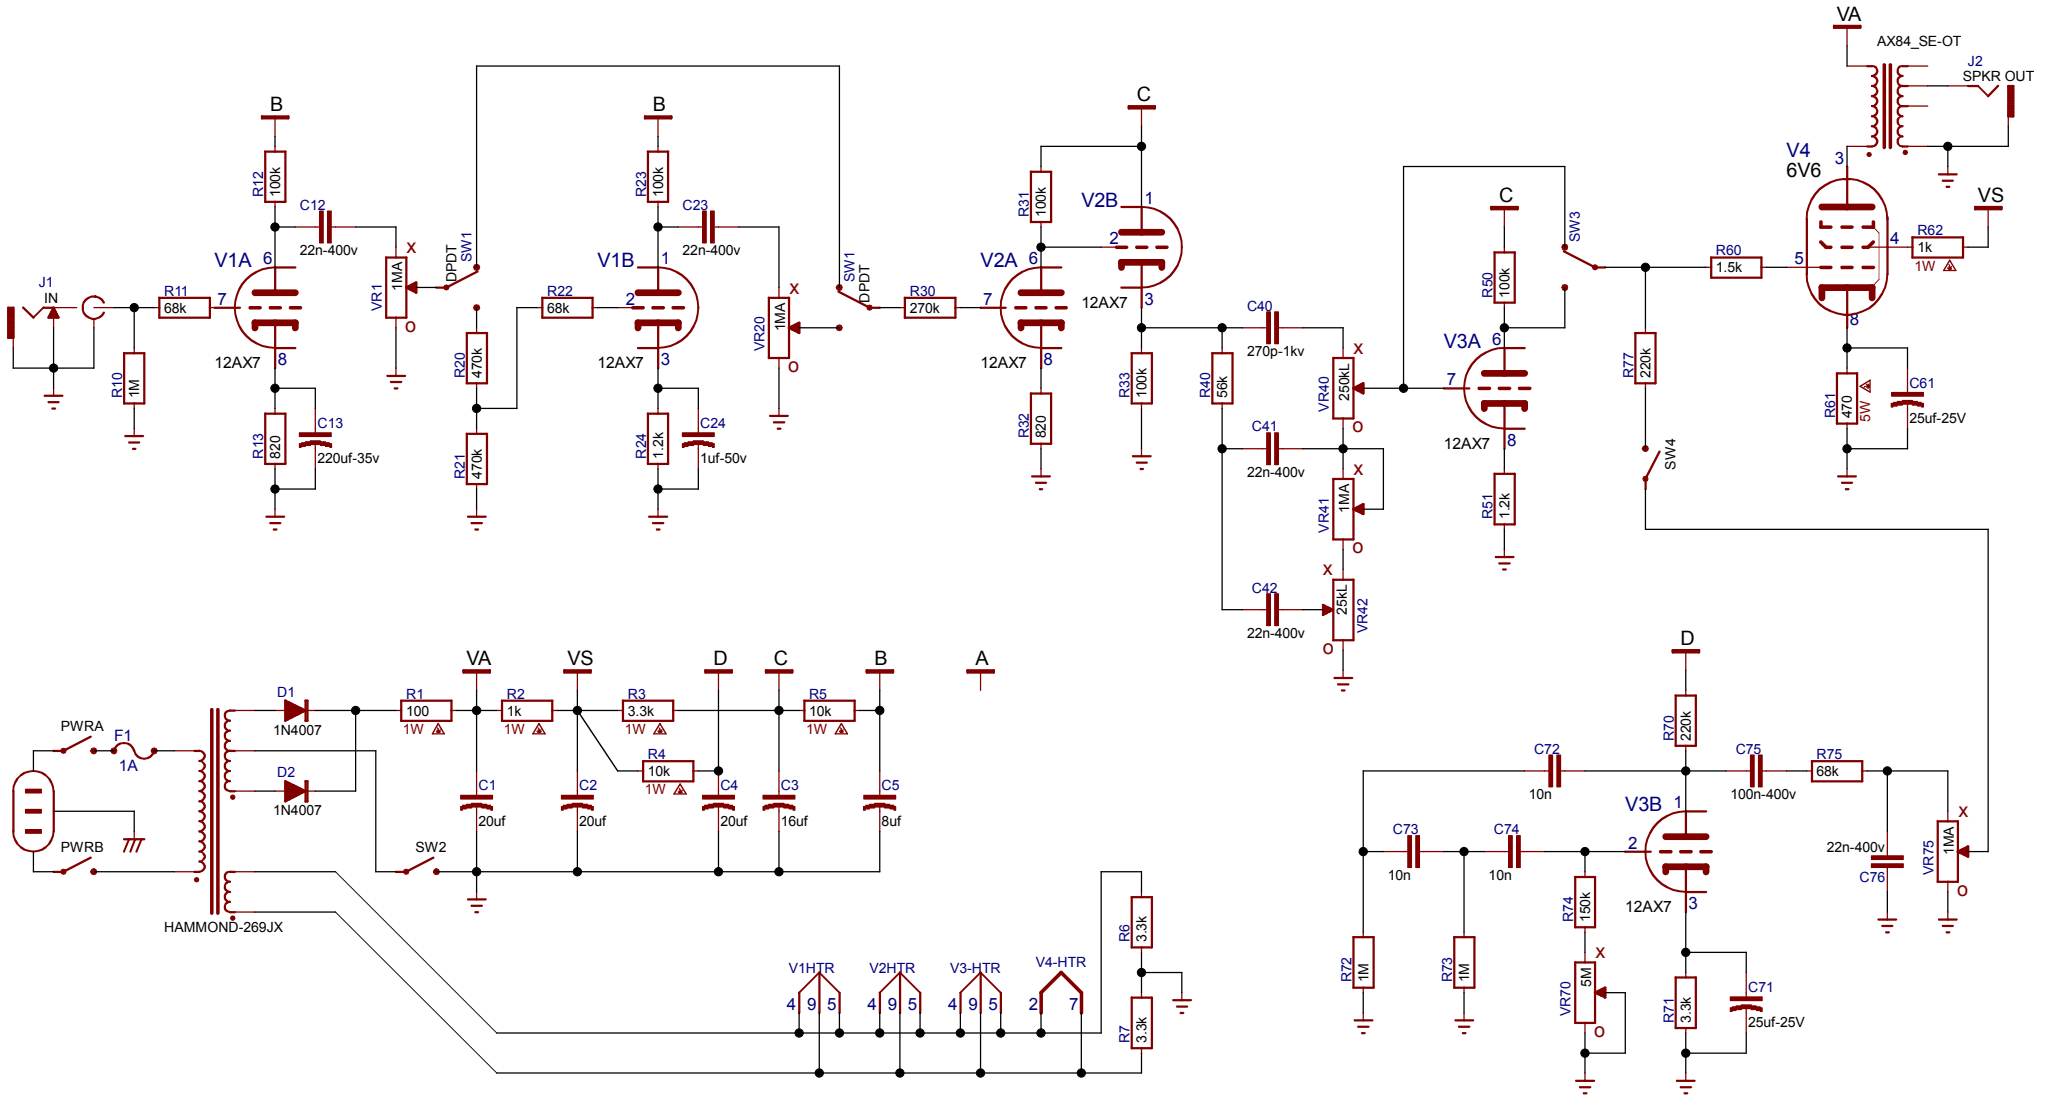 B
R12
100k
C12
22n-400v
V1A
6
7
8
12AX7
J1
IN
R10
1M
R11
68k
R13
820
C13
220uf-35v
X
VR1
1MA
O
DPDT
SW1
R20
470k
R21
470k
R22
68k
B
R23
100k
C23
22n-400v
V1B
1
2
3
12AX7
R24
1.2k
C24
1uf-50v
X
VR20
1MA
O
SW1
DPDT
R30
270k
C
R31
100k
V2B
1
2
3
12AX7
V2A
6
7
8
12AX7
R32
820
R33
100k
R40
56k
C40
270p-1kv
C41
22n-400v
C42
22n-400v
X
VR40
250kL
O
X
VR41
1MA
O
X
25kL
VR42
O
C
R50
100k
V3A
6
7
8
12AX7
R51
1.2k
SW3
R77
220k
SW4
R60
1.5k
VA
AX84_SE-OT
J2
SPKR OUT
V4
6V6
3
4
5
8
VS
R62
1k
1W
R61
470
5W
C61
25uf-25V
PWRA
F1
1A
PWRB
HAMMOND-269JX
D1
1N4007
D2
1N4007
R1
100
1W
VA
R2
1k
1W
VS
R3
3.3k
1W
R4
10k
1W
D
C
R5
10k
1W
B
A
C1
20uf
C2
20uf
C4
20uf
C3
16uf
C5
8uf
SW2
V1HTR
4 9 5
V2HTR
4 9 5
V3-HTR
4 9 5
V4-HTR
2 7
R6
3.3k
R7
3.3k
D
R70
220k
C72
10n
C73
10n
C74
10n
R72
1M
R73
1M
R74
150k
X
VR70
5M
O
V3B
1
2
3
12AX7
R71
3.3k
C71
25uf-25V
C75
100n-400v
R75
68k
22n-400v
C76
X
VR75
1MA
O